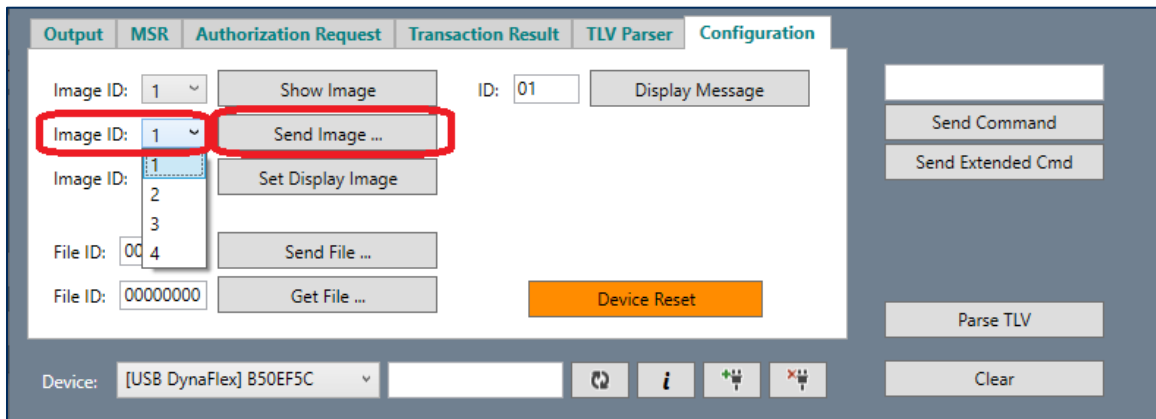 Output MSR Authorization Request Transaction Result TLV Parser Configuration
Image ID: 1 Show Image ID: 01 Display Message
Image ID: 1 Send Image ... Send Command
1
Image ID: Set Display Image Send Extended Cmd
2
3
File ID: 00 4 Send File ...
File ID: 00000000 Get File ... Device Reset
Parse TLV
Device: [USB DynaFlex] B50EF5C i Clear